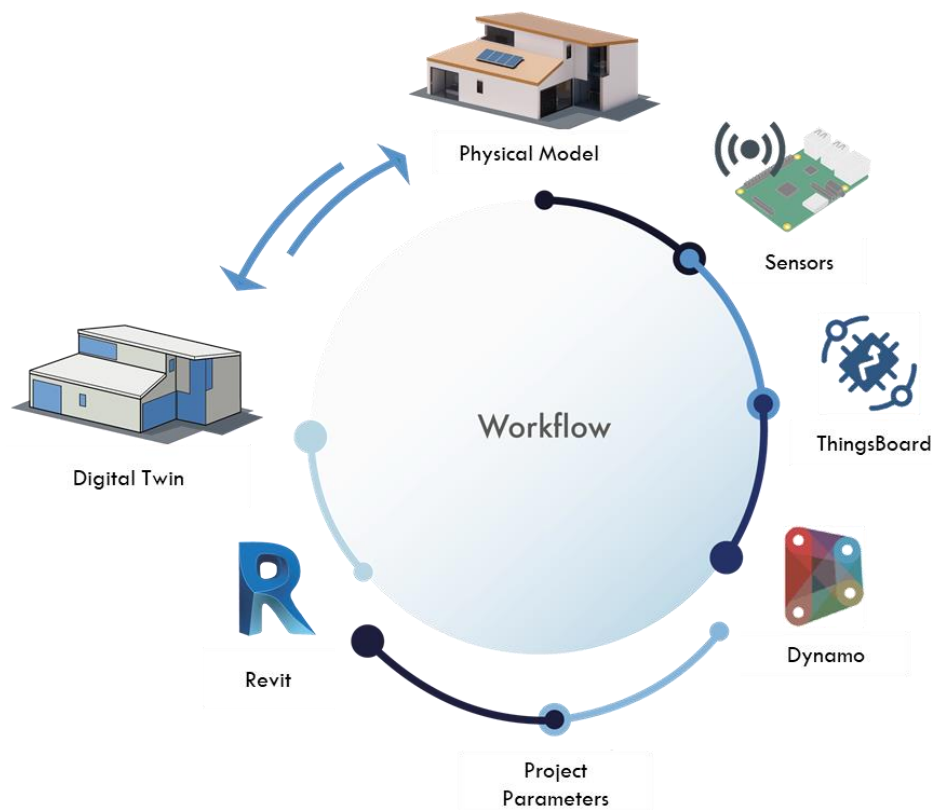 Physical Model
Sensors
ThingsBoard
Workflow
Digital Twin
Dynamo
Revit
Project
Parameters